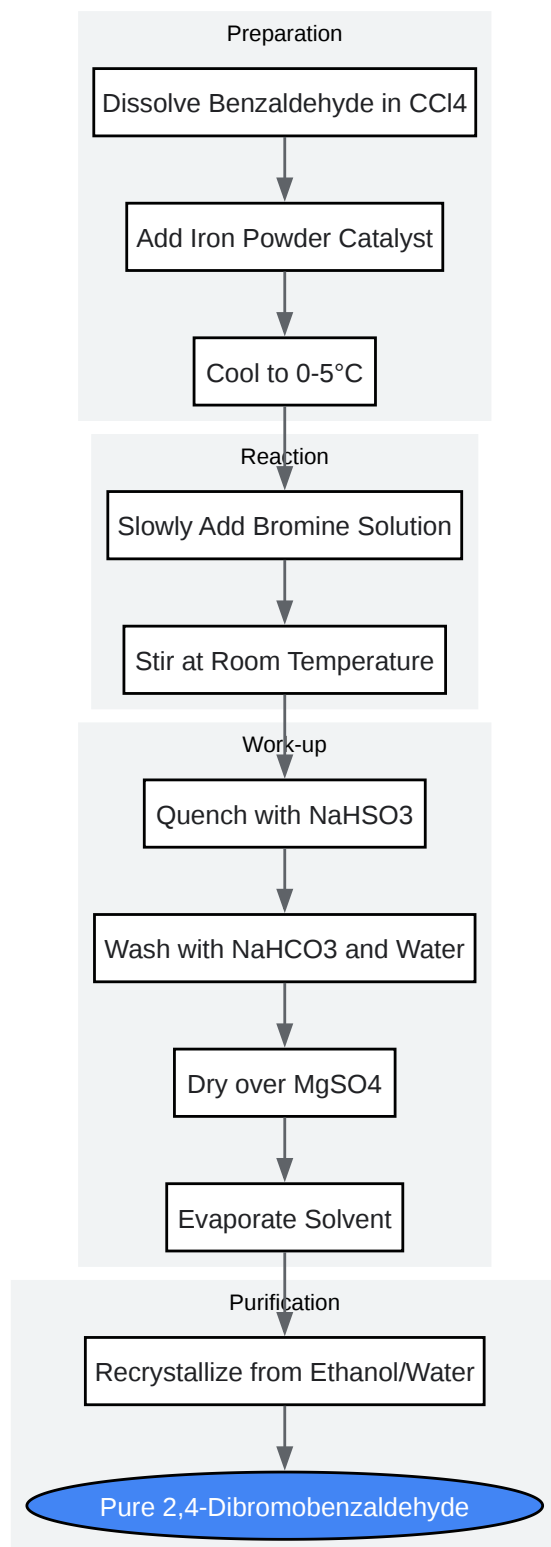 Preparation
Dissolve Benzaldehyde in CCl4
Add Iron Powder Catalyst
Cool to 0-5°C
Reaction
Slowly Add Bromine Solution
Stir at Room Temperature
Work-up
Quench with NaHSO3
Wash with NaHCO3 and Water
Dry over MgSO4
Evaporate Solvent
Purification
Recrystallize from Ethanol/Water
Pure 2,4-Dibromobenzaldehyde